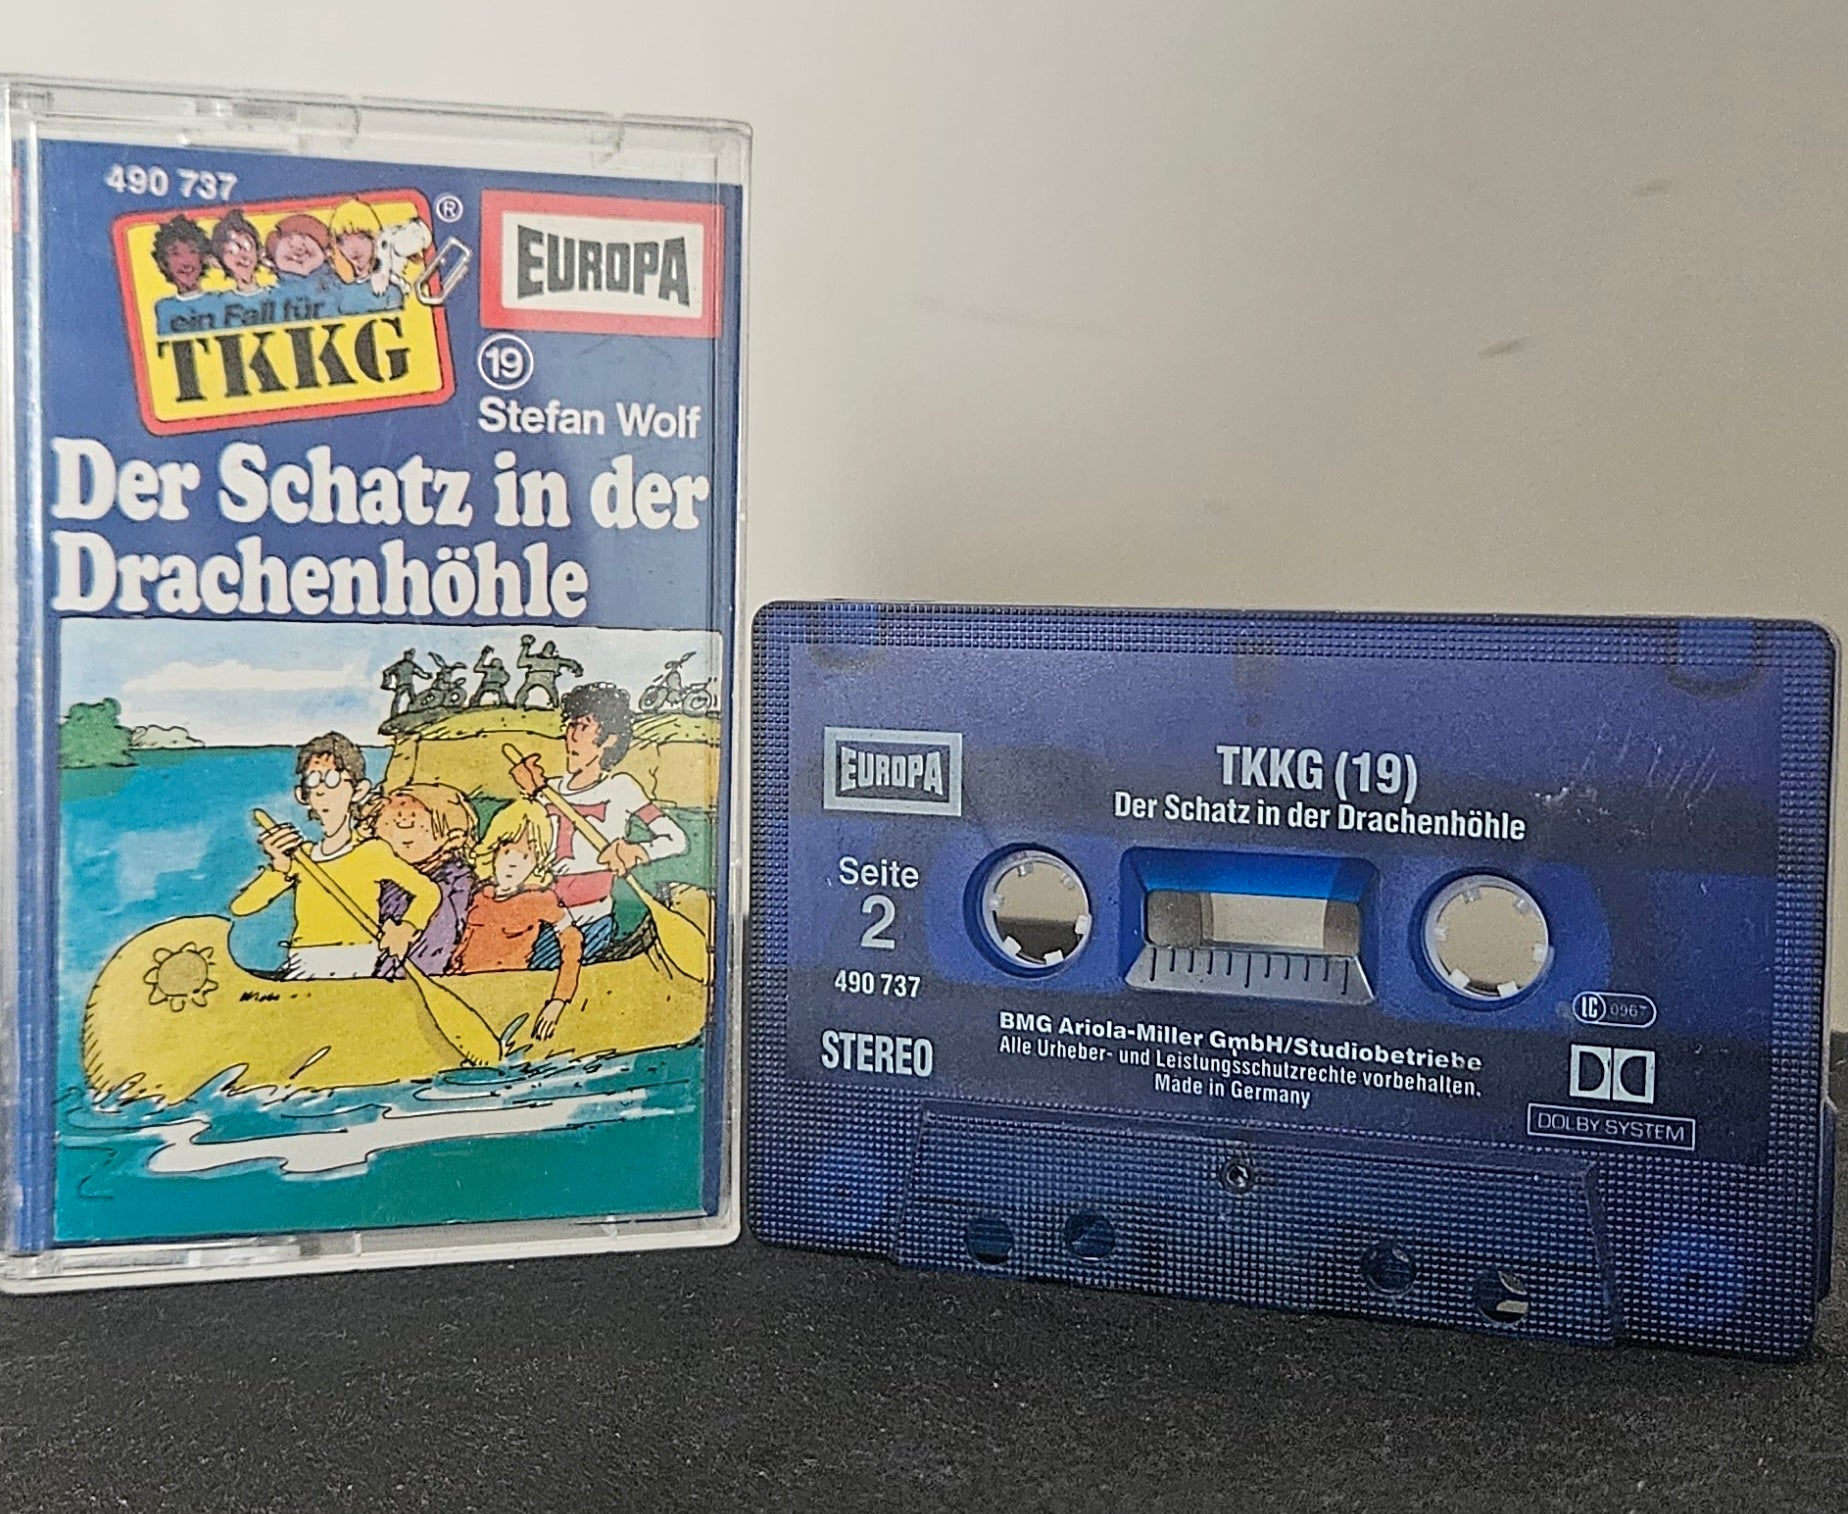 490 737
ein Fall für
TKKG
®
EUROPA
19
Stefan Wolf
Der Schatz in der
Drachenhöhle
EUROPA
TKKG (19)
Der Schatz in der Drachenhöhle
Seite
2
490 737
STEREO
BMG Ariola-Miller GmbH/Studiobetriebe
Alle Urheber- und Leistungsschutzrechte vorbehalten.
Made in Germany
LC 0967
DOLBY SYSTEM